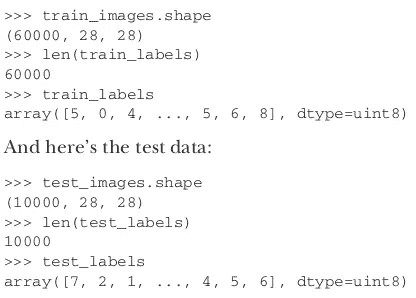 >>> train_images.shape
(60000, 28, 28)
>>> len(train_labels)
60000
>>> train_labels
array([5, 0, 4, ..., 5, 6, 8], dtype=uint8)
And here's the test data:
>>> test_images.shape
(10000, 28, 28)
>>> len(test_labels)
10000
>>> test_labels
array([7, 2, 1, ..., 4, 5, 6], dtype=uint8)